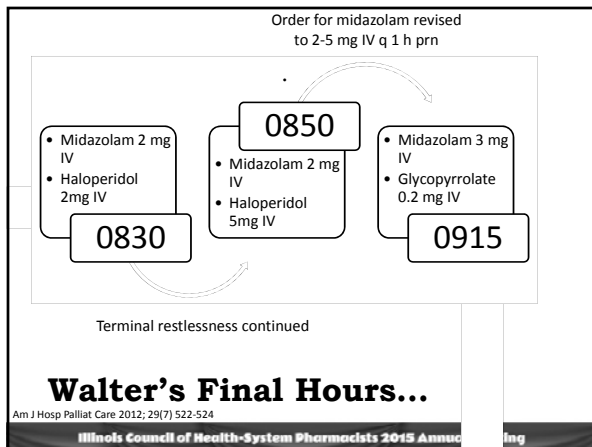 Order for midazolam revised
to 2-5 mg IV q 1 h prn
• Midazolam 2 mg
IV
• Haloperidol
2mg IV
0830
Terminal restlessness continued
0850
• Midazolam 2 mg
IV
• Haloperidol
5mg IV
• Midazolam 3 mg
IV
• Glycopyrrolate
0.2 mg IV
0915
Walter's Final Hours...
Am J Hosp Palliat Care 2012; 29(7) 522-524
Illinois Council of Health-System Pharmacists 2015